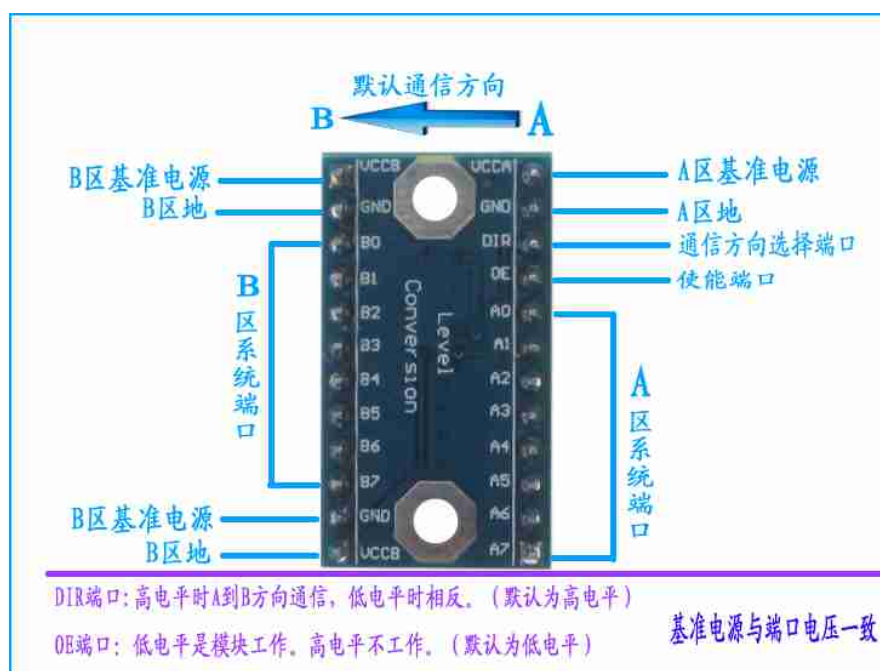 默认通信方向
B
A
B区基准电源
B区地
B
区系统端口
B区基准电源
B区地
VCCB
GND
B0
B1
B2
B3
B4
B5
B6
B7
GND
VCCB
Level
Conversion
VCCA
GND
DIR
OE
A0
A1
A2
A3
A4
A5
A6
A7
A区基准电源
A区地
通信方向选择端口
使能端口
A
区系统端口
DIR端口:高电平时A到B方向通信，低电平时相反。(默认为高电平)
OE端口: 低电平是模块工作。高电平不工作。(默认为低电平)
基准电源与端口电压一致